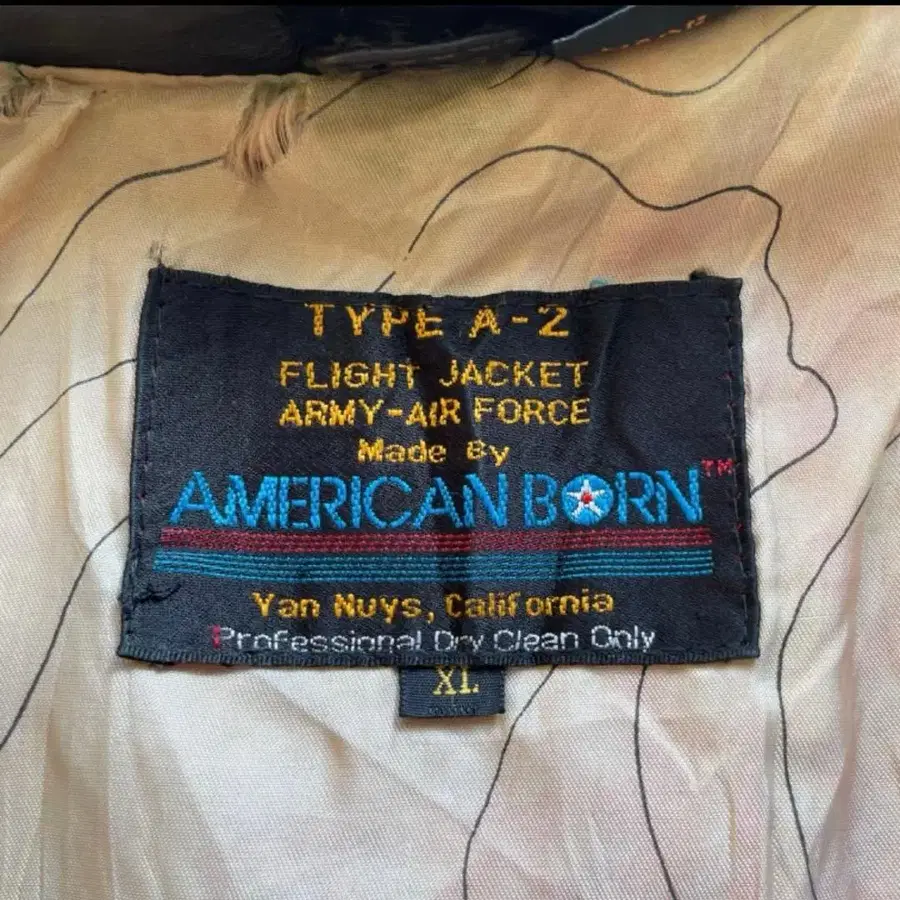 TYPE A-2
FLIGHT JACKET
ARMY-AIR FORCE
Made By
AMERICAN BORN™
Van Nuys, California
Professional Dry Clean Only
XL